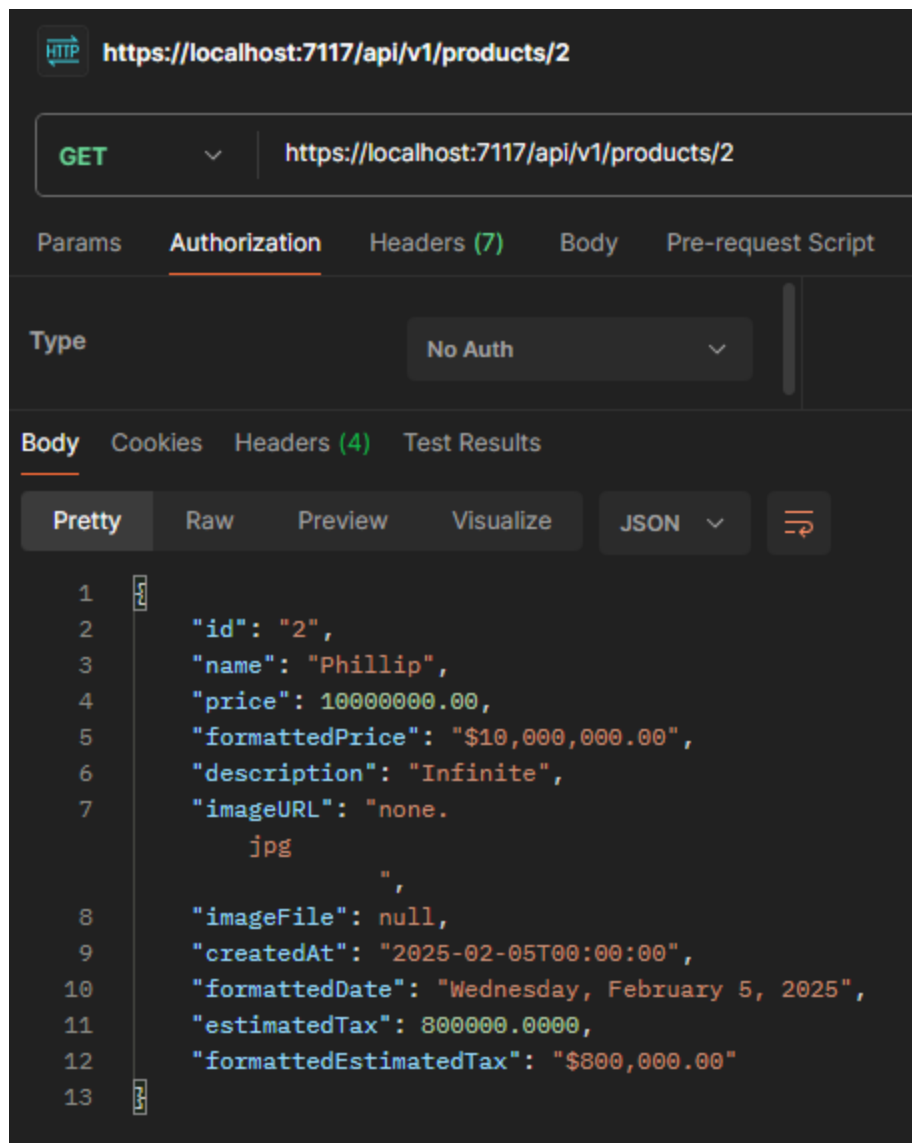 HTTP https://localhost:7117/api/v1/products/2
GET https://localhost:7117/api/v1/products/2
Params Authorization Headers (7) Body Pre-request Script
Type No Auth
Body Cookies Headers (4) Test Results
Pretty Raw Preview Visualize JSON
1 {
2 "id": "2",
3 "name": "Phillip",
4 "price": 10000000.00,
5 "formattedPrice": "$10,000,000.00",
6 "description": "Infinite",
7 "imageURL": "none.
jpg
",
8 "imageFile": null,
9 "createdAt": "2025-02-05T00:00:00",
10 "formattedDate": "Wednesday, February 5, 2025",
11 "estimatedTax": 800000.0000,
12 "formattedEstimatedTax": "$800,000.00"
13 }